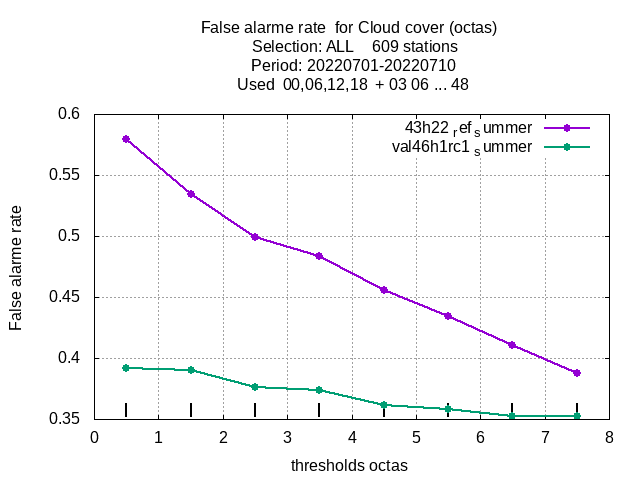 False alarme rate  for Cloud cover (octas)
Selection: ALL    609 stations
Period: 20220701-20220710
Used  00,06,12,18  + 03 06 ... 48
43h22 ref summer
val46h1rc1 summer
0.6
0.55
0.5
0.45
0.4
0.35
False alarme rate
0 1 2 3 4 5 6 7 8
thresholds octas